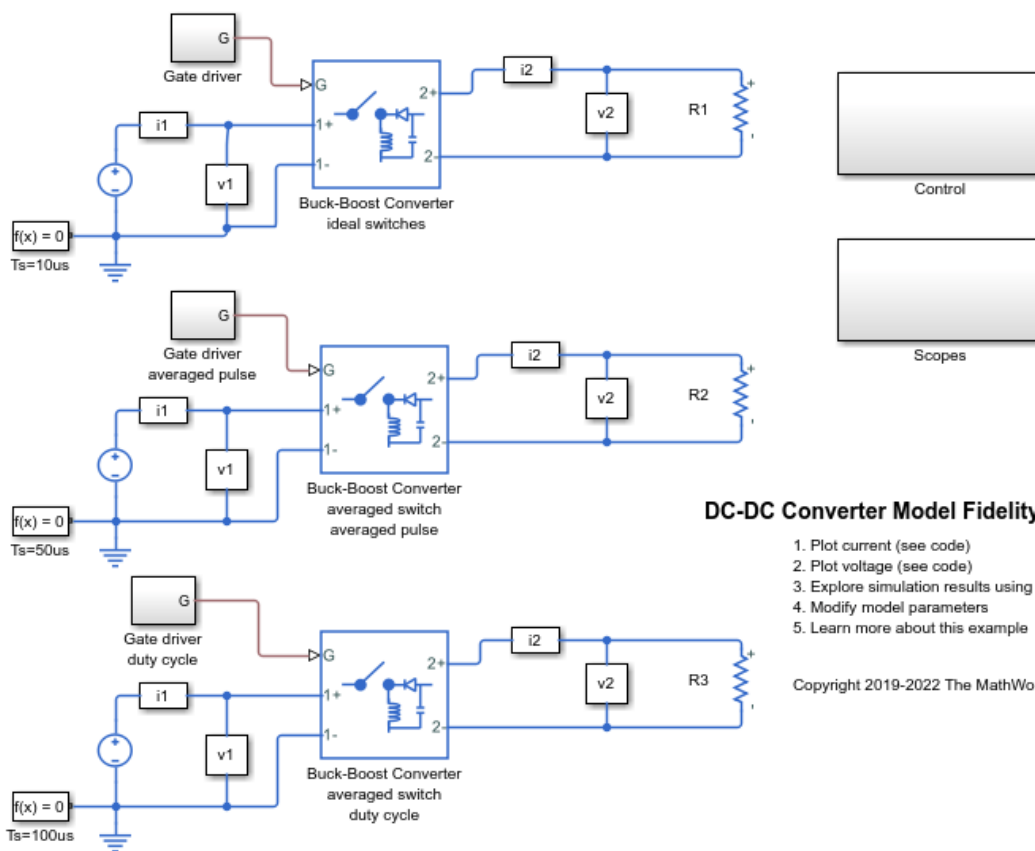 G
Gate driver
G
1+
1-
2+
2-
Buck-Boost Converter
ideal switches
i1
v1
i2
v2
R1
+
-
f(x) = 0
Ts=10us
Control
Scopes
G
Gate driver
averaged pulse
G
1+
1-
2+
2-
Buck-Boost Converter
averaged switch
averaged pulse
i1
v1
i2
v2
R2
+
-
f(x) = 0
Ts=50us
DC-DC Converter Model Fidelity
1. Plot current (see code)
2. Plot voltage (see code)
3. Explore simulation results using
4. Modify model parameters
5. Learn more about this example
Copyright 2019-2022 The MathWo
G
Gate driver
duty cycle
G
1+
1-
2+
2-
Buck-Boost Converter
averaged switch
duty cycle
i1
v1
i2
v2
R3
+
-
f(x) = 0
Ts=100us